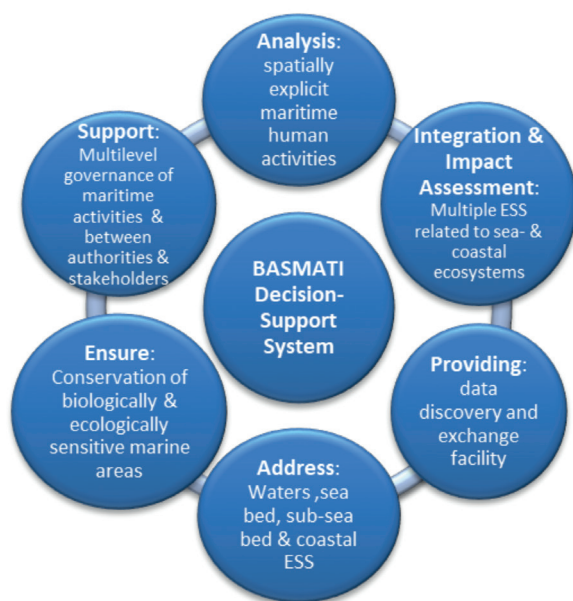 Analysis:
spatially
explicit
maritime
human
activities
Integration &
Impact
Assessment:
Multiple ESS
related to sea- &
coastal
ecosystems
Providing:
data
discovery and
exchange
facility
Address:
Waters ,sea
bed, sub-sea
bed & coastal
ESS
Ensure:
Conservation of
biologically &
ecologically
sensitive marine
areas
Support:
Multilevel
governance of
maritime
activities &
between
authorities &
stakeholders
BASMATI
Decision-
Support
System